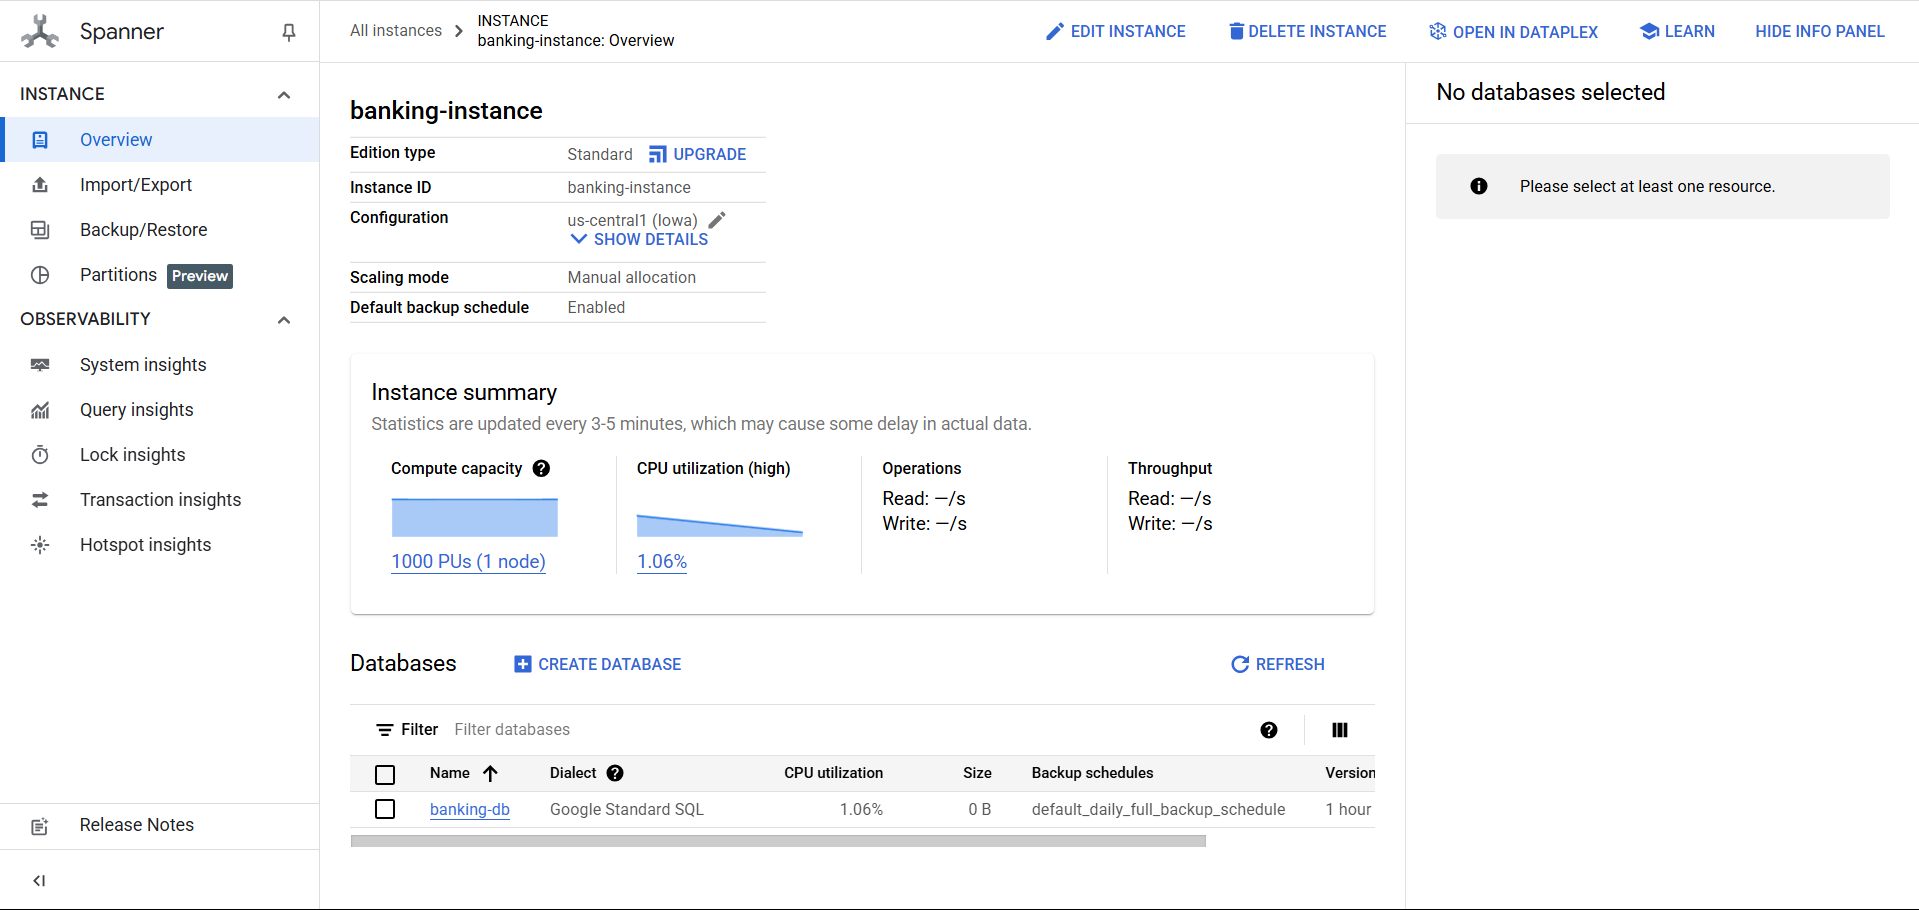 Spanner
All instances
INSTANCE
banking-instance: Overview
EDIT INSTANCE
DELETE INSTANCE
OPEN IN DATAPLEX
LEARN
HIDE INFO PANEL
INSTANCE
Overview
Import/Export
Backup/Restore
Partitions Preview
OBSERVABILITY
System insights
Query insights
Lock insights
Transaction insights
Hotspot insights
Release Notes
banking-instance
Edition type Standard UPGRADE
Instance ID banking-instance
Configuration us-central1 (Iowa)
SHOW DETAILS
Scaling mode Manual allocation
Default backup schedule Enabled
Instance summary
Statistics are updated every 3-5 minutes, which may cause some delay in actual data.
Compute capacity
1000 PUs (1 node)
CPU utilization (high)
1.06%
Operations
Read: —/s
Write: —/s
Throughput
Read: —/s
Write: —/s
Databases CREATE DATABASE REFRESH
Filter Filter databases
Name Dialect CPU utilization Size Backup schedules Version
banking-db Google Standard SQL 1.06% 0 B default_daily_full_backup_schedule 1 hour
No databases selected
Please select at least one resource.